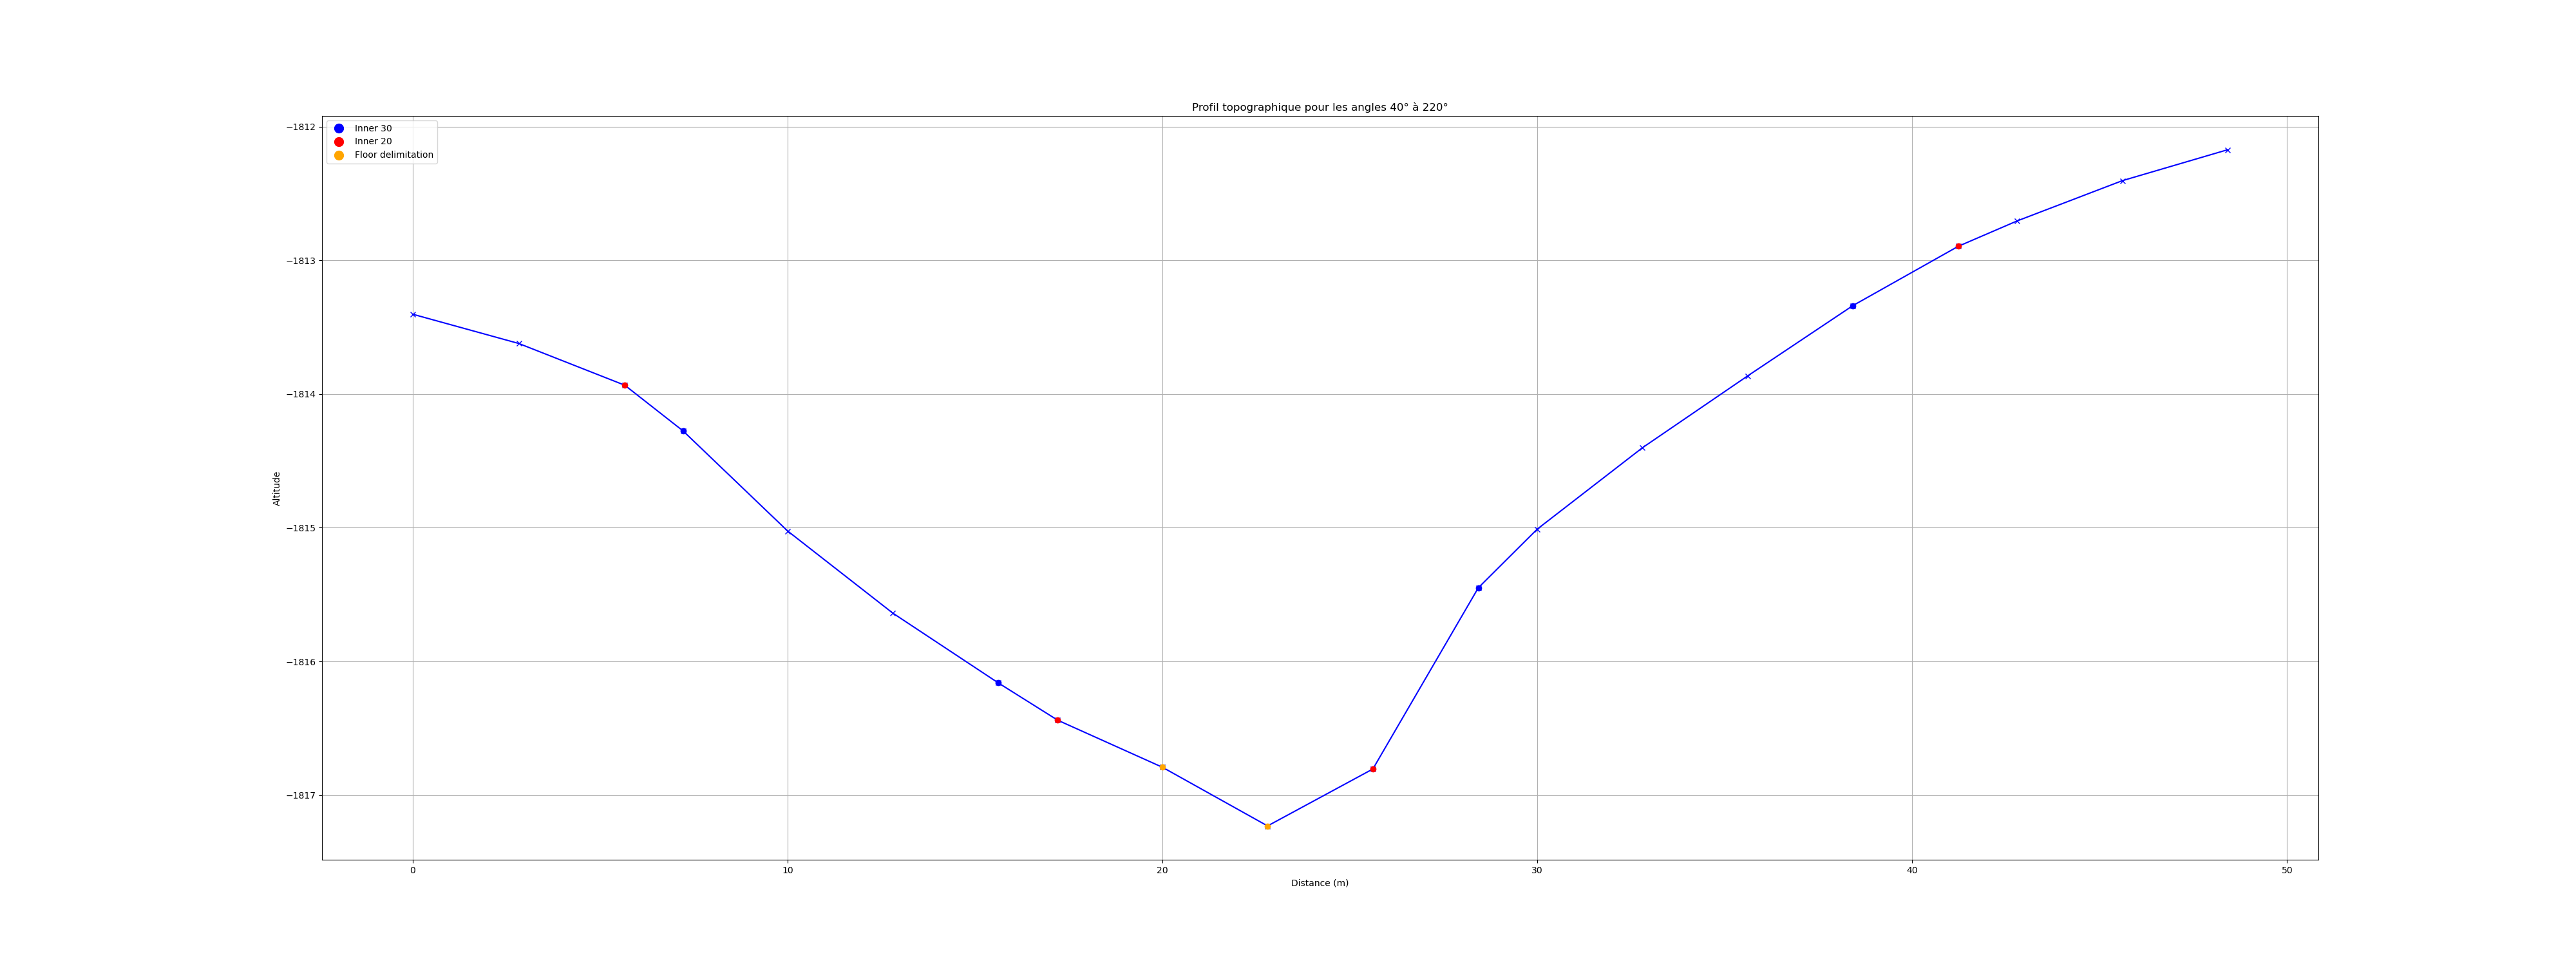 Profil topographique pour les angles 40° à 220°
Inner 30
Inner 20
Floor delimitation
−1812
−1813
−1814
−1815
−1816
−1817
Altitude
0 10 20 30 40 50
Distance (m)